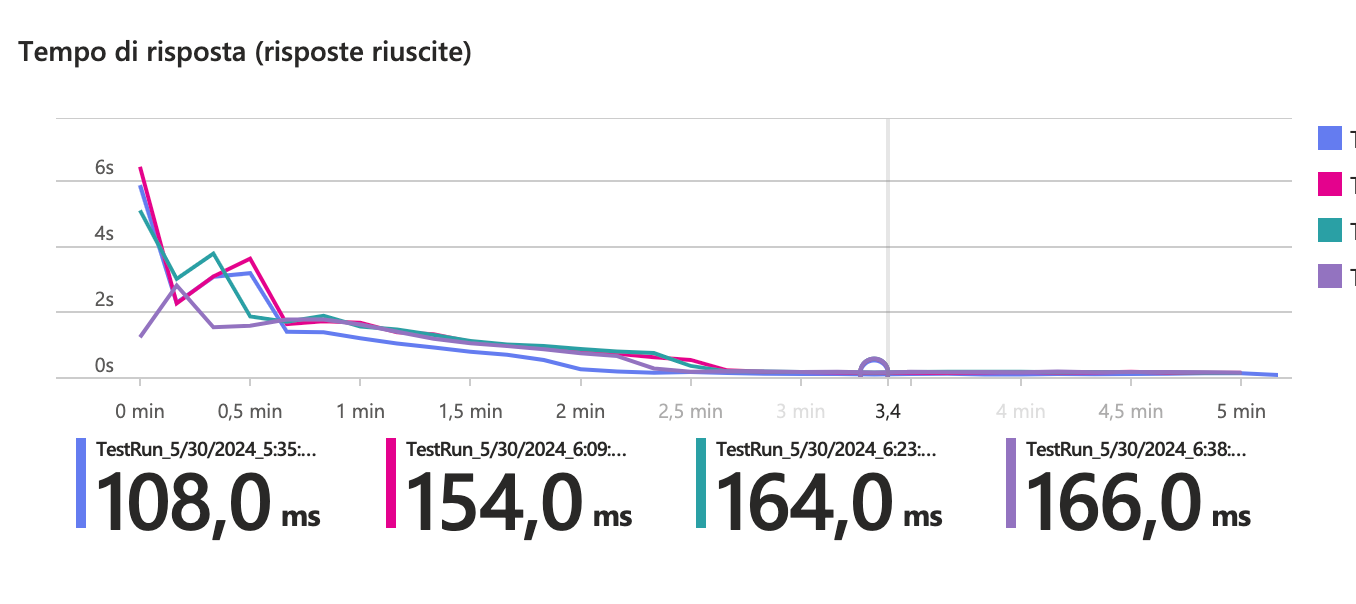 Tempo di risposta (risposte riuscite)
6s
4s
2s
0s
0 min 0,5 min 1 min 1,5 min 2 min 2,5 min 3 min 3,4 4 min 4,5 min 5 min
TestRun_5/30/2024_5:35:... TestRun_5/30/2024_6:09:... TestRun_5/30/2024_6:23:... TestRun_5/30/2024_6:38:...
108,0 ms 154,0 ms 164,0 ms 166,0 ms